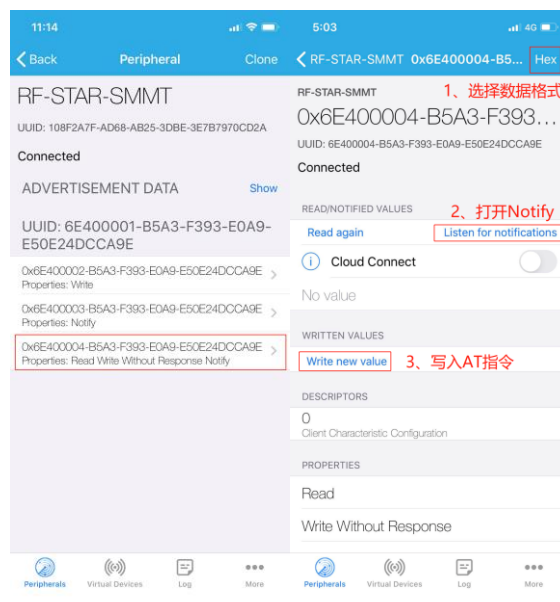 11:14
Back
Peripheral
Clone
RF-STAR-SMMT
UUID: 108F2A7F-AD68-AB25-3DBE-3E7B7970CD2A
Connected
ADVERTISEMENT DATA
Show
UUID: 6E400001-B5A3-F393-E0A9-
E50E24DCCA9E
0x6E400002-B5A3-F393-E0A9-E50E24DCCA9E
Properties: Write
0x6E400003-B5A3-F393-E0A9-E50E24DCCA9E
Properties: Notify
0x6E400004-B5A3-F393-E0A9-E50E24DCCA9E
Properties: Read Write Without Response Notify
Peripherals
Virtual Devices
Log
More
5:03
4G
RF-STAR-SMMT
0x6E400004-B5...
Hex
RF-STAR-SMMT
1、选择数据格式
0x6E400004-B5A3-F393...
UUID: 6E400004-B5A3-F393-E0A9-E50E24DCCA9E
Connected
READ/NOTIFIED VALUES
2、打开Notify
Read again
Listen for notifications
Cloud Connect
No value
WRITTEN VALUES
Write new value
3、写入AT指令
DESCRIPTORS
0
Client Characteristic Configuration
PROPERTIES
Read
Write Without Response
Peripherals
Virtual Devices
Log
More